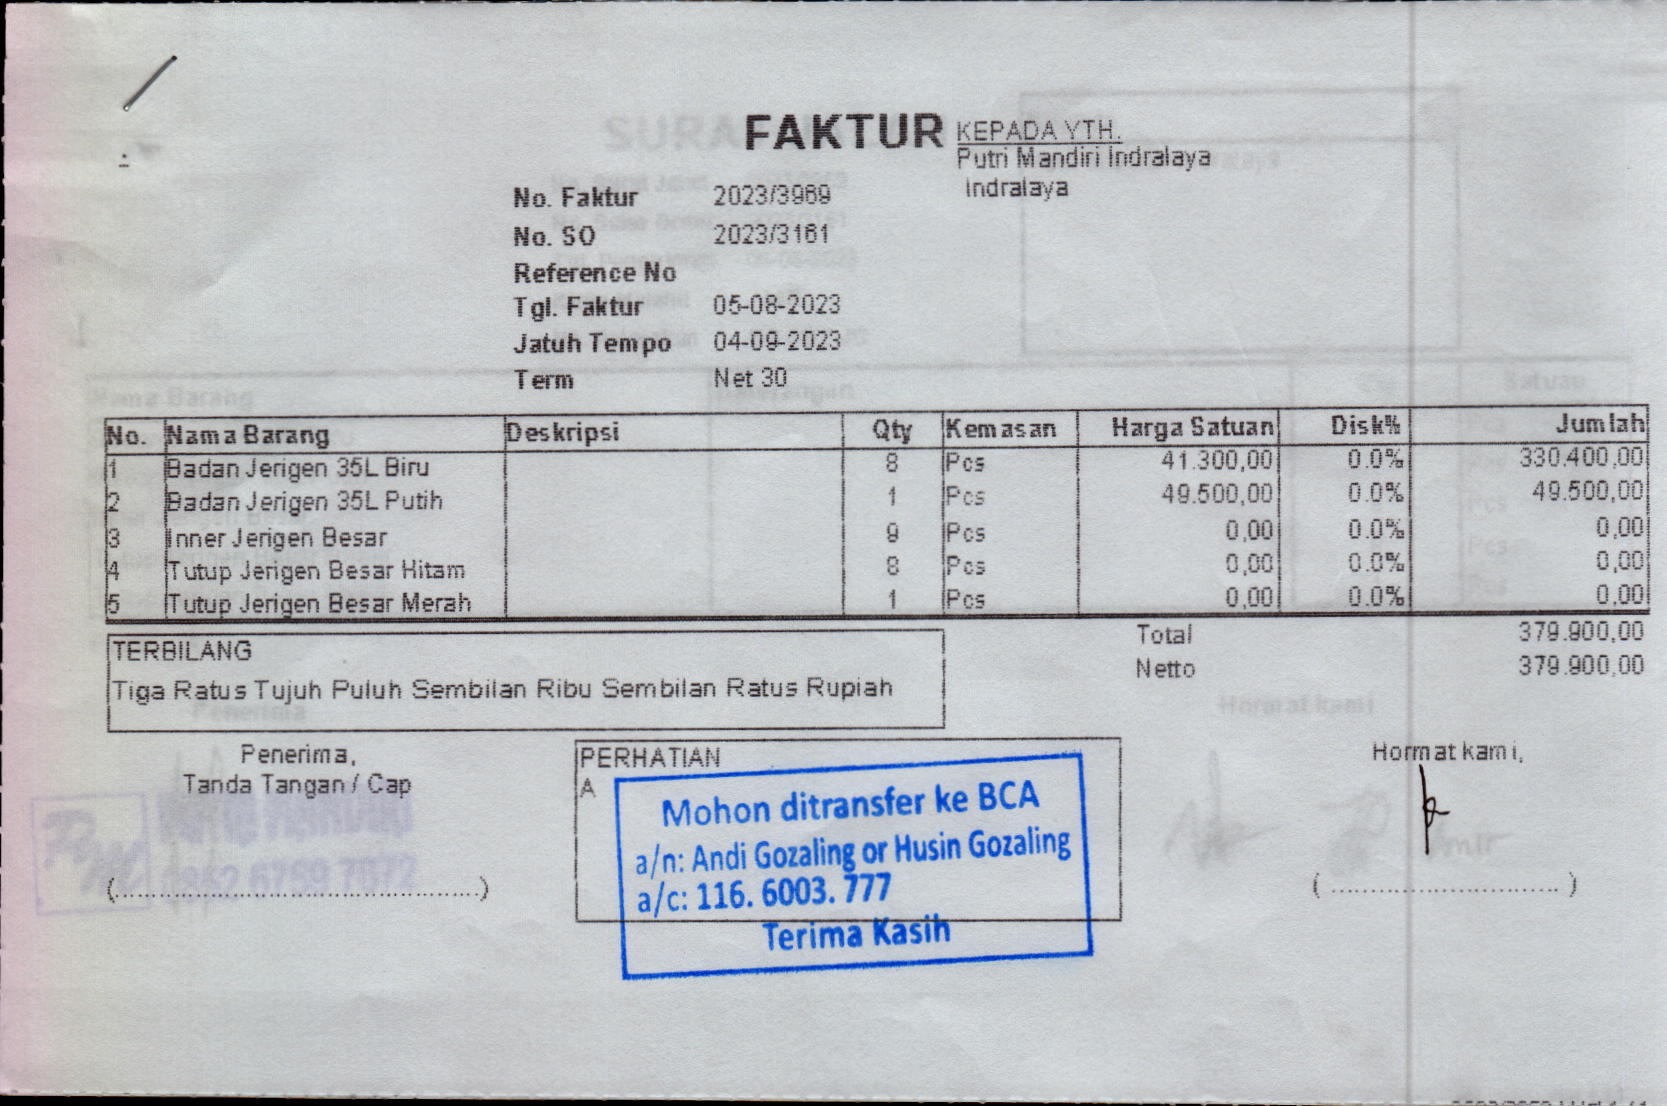 FAKTUR
KEPADA YTH.
Putri Mandiri Indralaya
Indralaya
No. Faktur 2023/3969
No. SO 2023/3161
Reference No
Tgl. Faktur 05-08-2023
Jatuh Tempo 04-09-2023
Term Net 30
No. Nama Barang Deskripsi Qty Kemasan Harga Satuan Disk% Jumlah
1 Badan Jerigen 35L Biru 8 Pcs 41.300,00 0.0% 330.400,00
2 Badan Jerigen 35L Putih 1 Pcs 49.500,00 0.0% 49.500,00
3 Inner Jerigen Besar 9 Pcs 0,00 0.0% 0,00
4 Tutup Jerigen Besar Hitam 8 Pcs 0,00 0.0% 0,00
5 Tutup Jerigen Besar Merah 1 Pcs 0,00 0.0% 0,00
Total 379.900,00
Netto 379.900,00
TERBILANG
Tiga Ratus Tujuh Puluh Sembilan Ribu Sembilan Ratus Rupiah
Penerima,
Tanda Tangan / Cap
(..........................................)
PERHATIAN
A
Mohon ditransfer ke BCA
a/n: Andi Gozaling or Husin Gozaling
a/c: 116. 6003. 777
Terima Kasih
Hormat kami,
( ............................ )